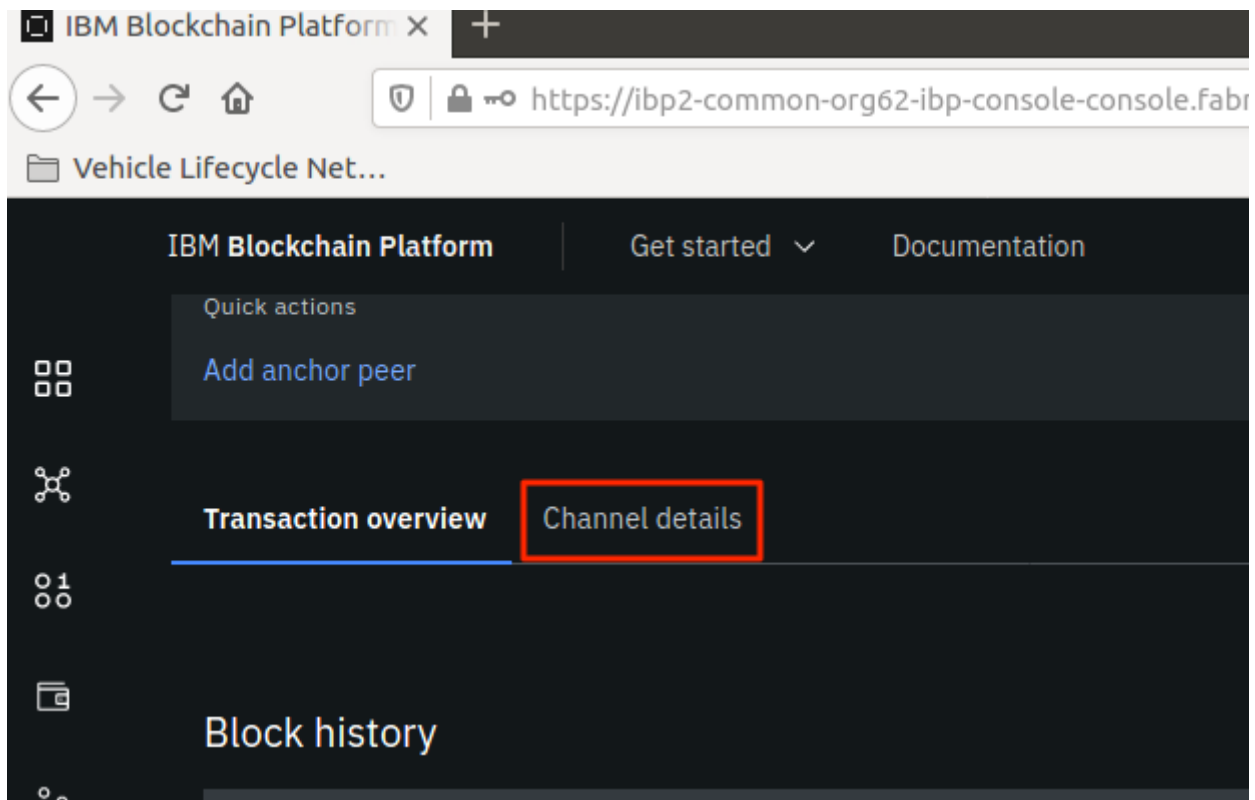 IBM Blockchain Platform
https://ibp2-common-org62-ibp-console-console.fabr
Vehicle Lifecycle Net...
IBM Blockchain Platform Get started Documentation
Quick actions
Add anchor peer
Transaction overview Channel details
Block history